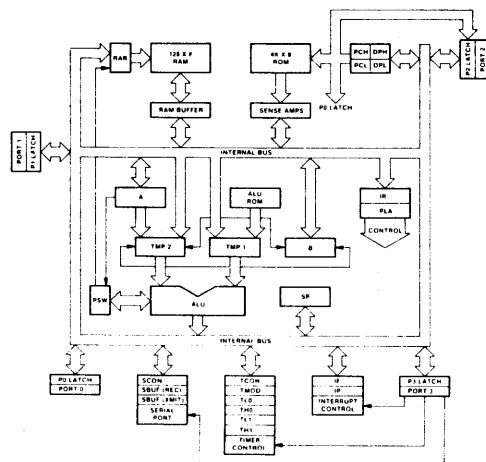 RAR
128 X 8
RAM
4K X 8
ROM
PCH
DPH
PCL
DPL
P2 LATCH
PORT 2
RAM BUFFER
SENSE AMPS
P0 LATCH
PORT 1
P1 LATCH
INTERNAL BUS
A
ALU
ROM
IR
PLA
CONTROL
TMP 2
TMP 1
B
PSW
ALU
SP
INTERNAL BUS
P0 LATCH
PORT 0
SCON
SBUF (REC)
SBUF (XMIT)
SERIAL
PORT
TCON
TMOD
TL0
TH0
TL1
TH1
TIMER
CONTROL
INTERRUPT
CONTROL
P3 LATCH
PORT 3